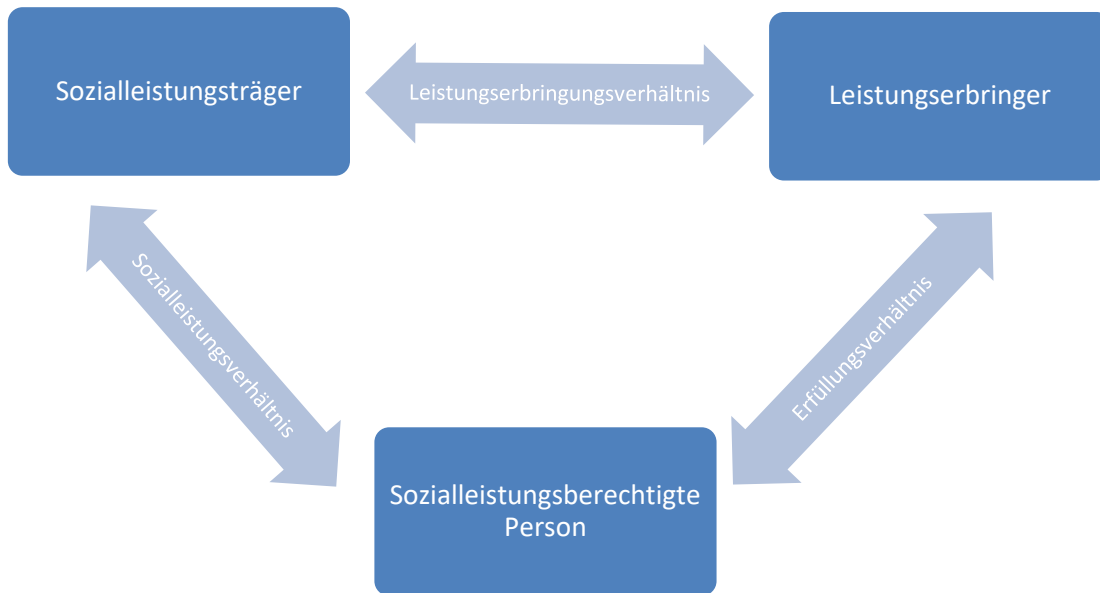 Sozialleistungsträger
Leistungserbringungsverhältnis
Leistungserbringer
Sozialleistungsverhältnis
Erfüllungsverhältnis
Sozialleistungsberechtigte
Person